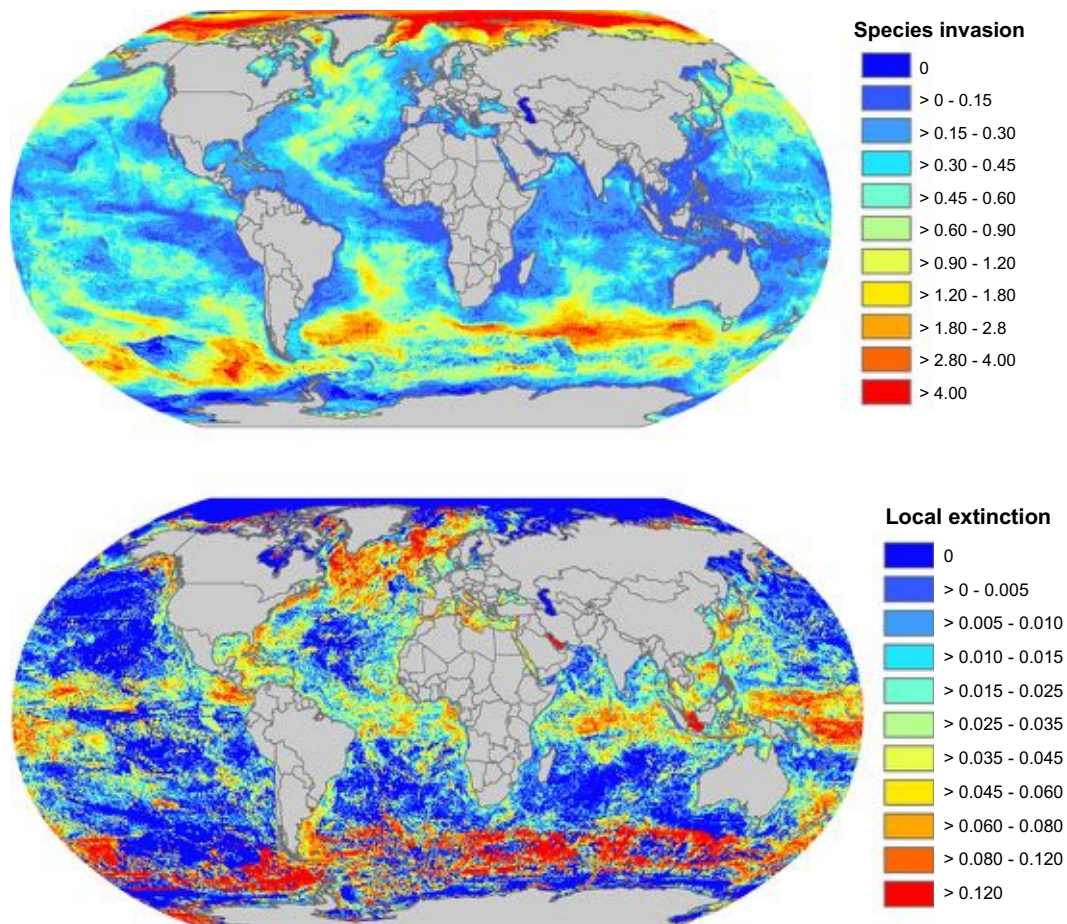 Species invasion
0
> 0 - 0.15
> 0.15 - 0.30
> 0.30 - 0.45
> 0.45 - 0.60
> 0.60 - 0.90
> 0.90 - 1.20
> 1.20 - 1.80
> 1.80 - 2.8
> 2.80 - 4.00
> 4.00
Local extinction
0
> 0 - 0.005
> 0.005 - 0.010
> 0.010 - 0.015
> 0.015 - 0.025
> 0.025 - 0.035
> 0.035 - 0.045
> 0.045 - 0.060
> 0.060 - 0.080
> 0.080 - 0.120
> 0.120